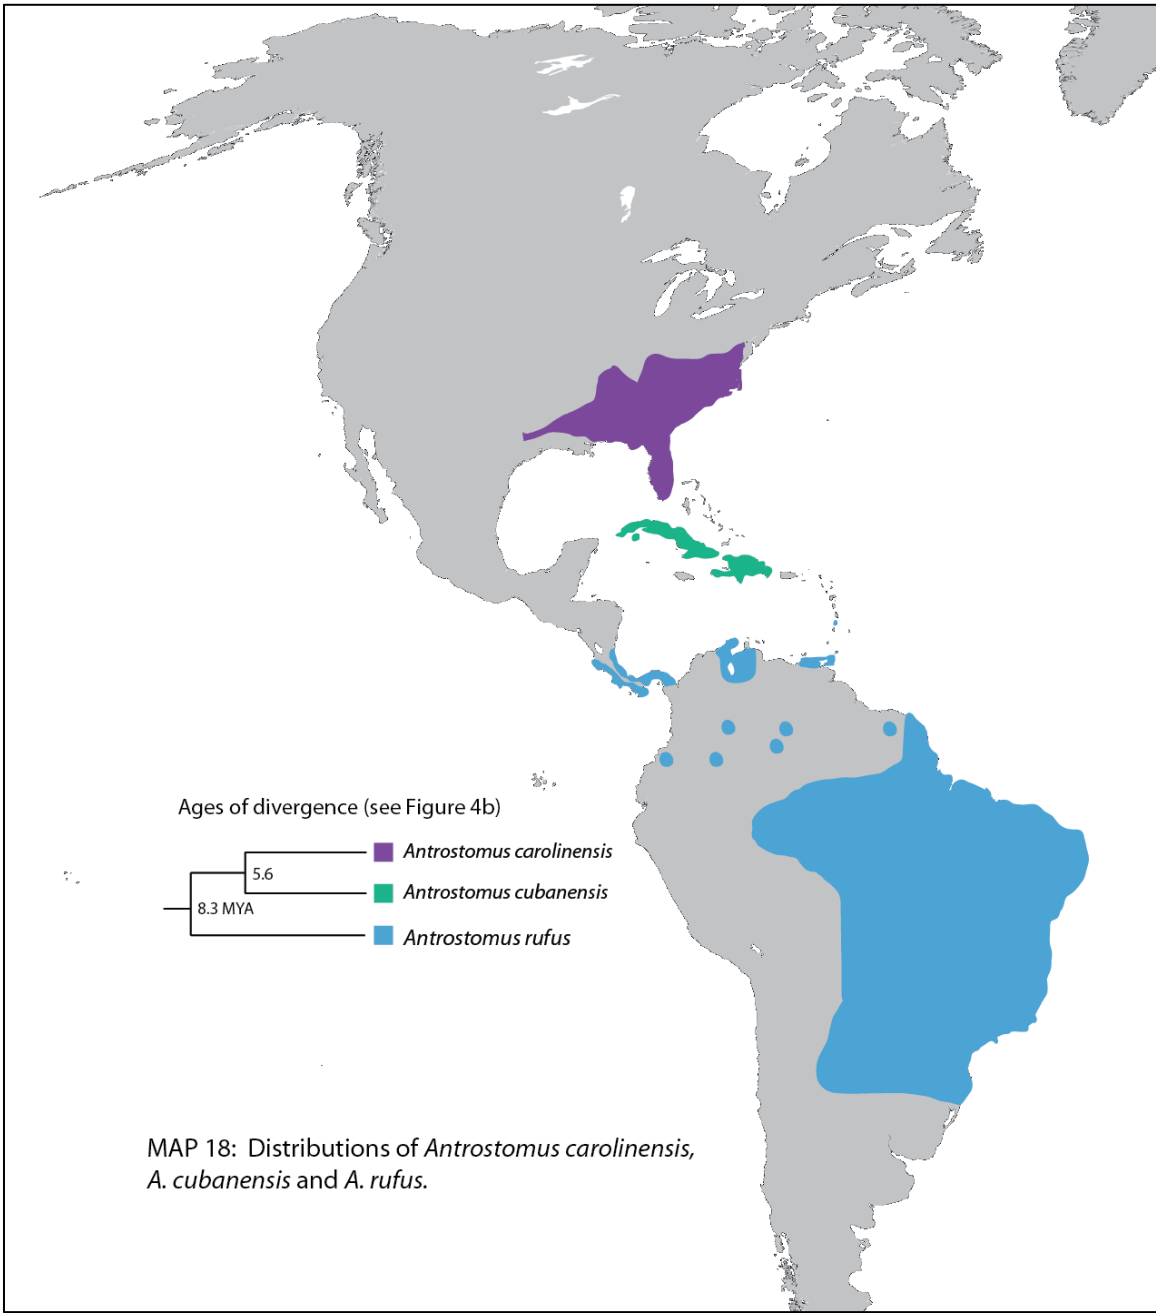 Ages of divergence (see Figure 4b)
Antrostomus carolinensis
5.6
Antrostomus cubanensis
8.3 MYA
Antrostomus rufus
MAP 18: Distributions of Antrostomus carolinensis,
A. cubanensis and A. rufus.